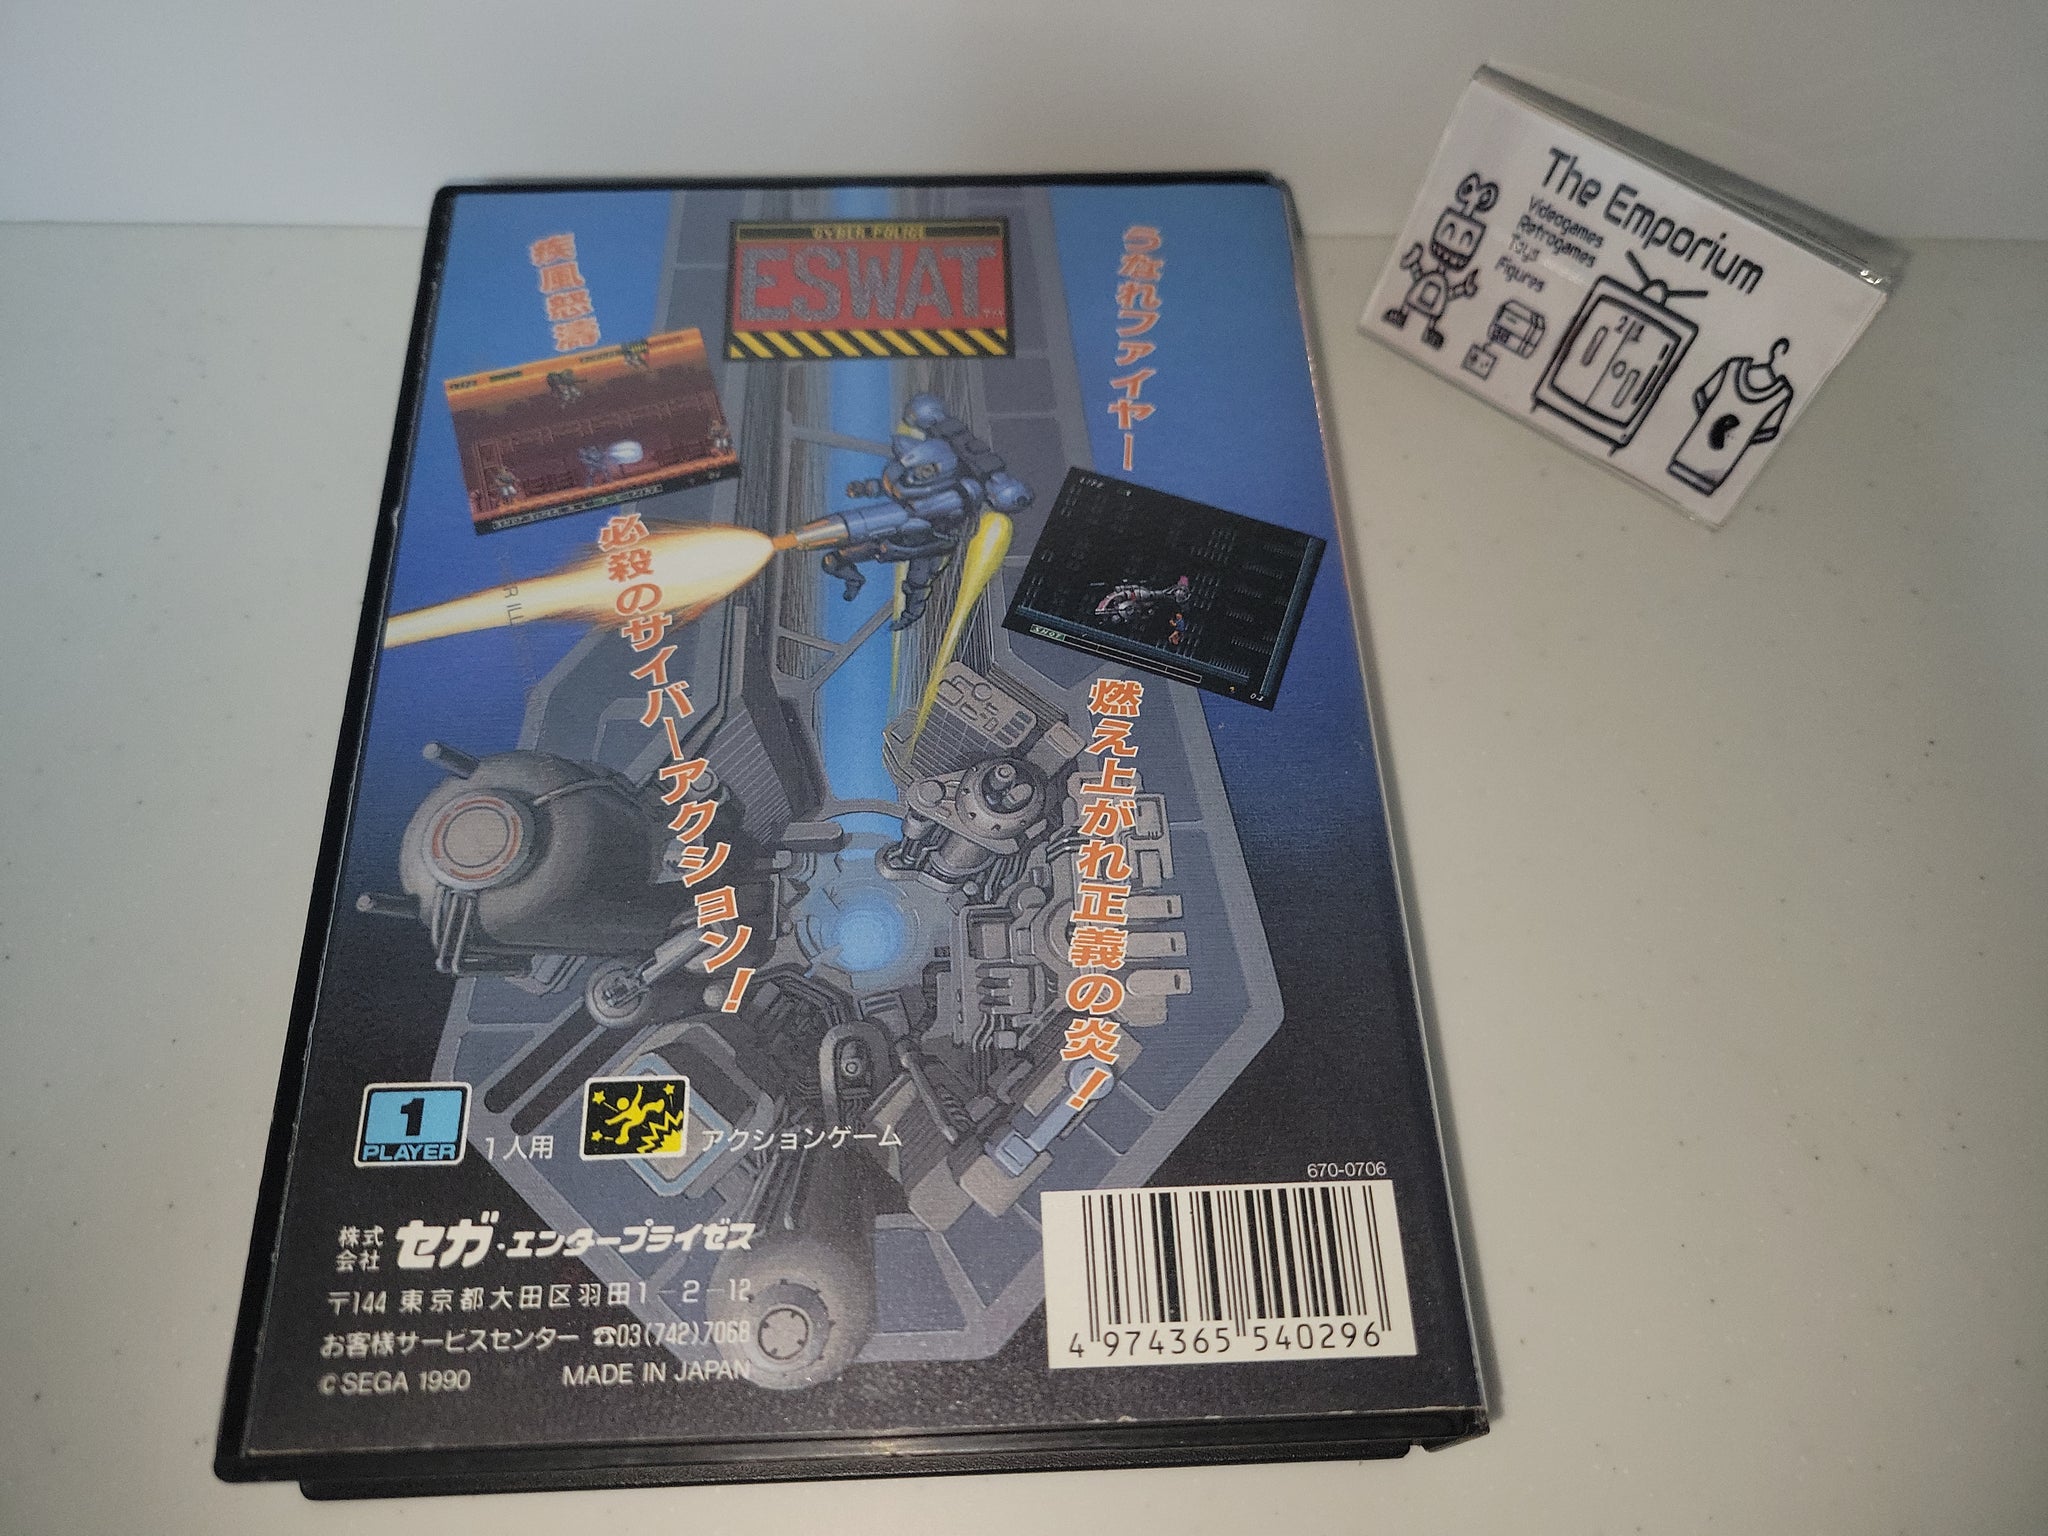 The Emporium
Videogames
Retrogames
Toys
Figures
CYBER POLICE
ESWAT™
うなれファイヤー
燃え上がれ正義の炎!
疾風怒濤
必殺のサイバーアクション!
LIFE
SHOT
1
PLAYER
1人用
アクションゲーム
670-0706
株式会社 セガ・エンタープライゼス
〒144 東京都大田区羽田1-2-12
お客様サービスセンター ☎03(742)7068
©SEGA 1990 MADE IN JAPAN
4 974365 540296